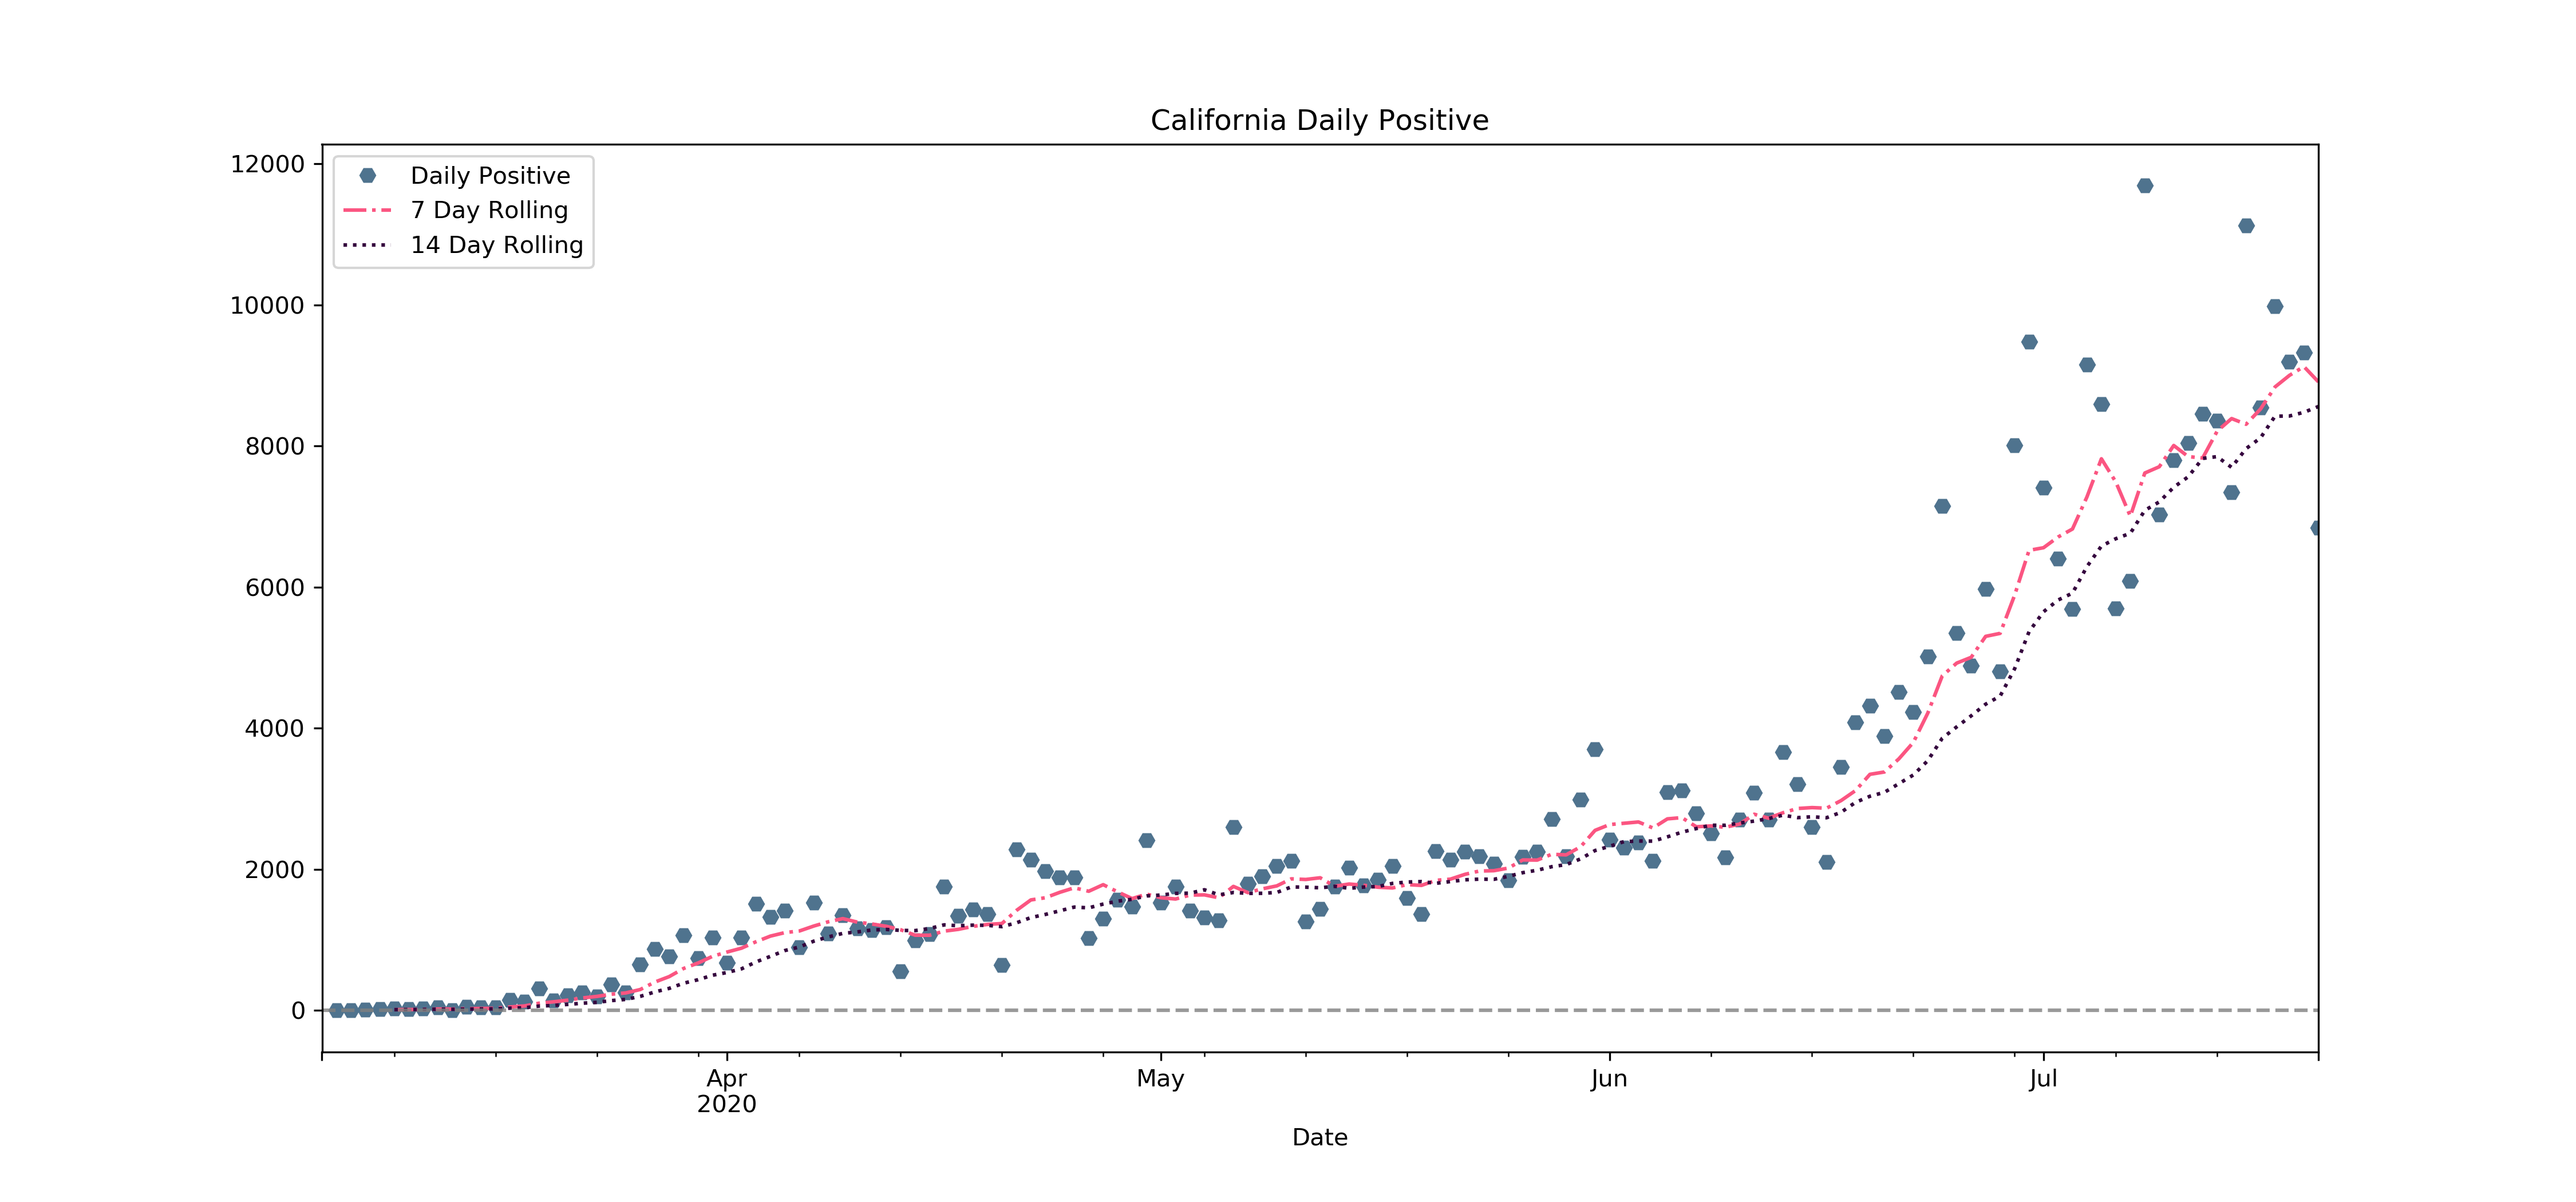 California Daily Positive
12000
10000
8000
6000
4000
2000
0
Daily Positive
7 Day Rolling
14 Day Rolling
Apr
2020
May
Jun
Jul
Date